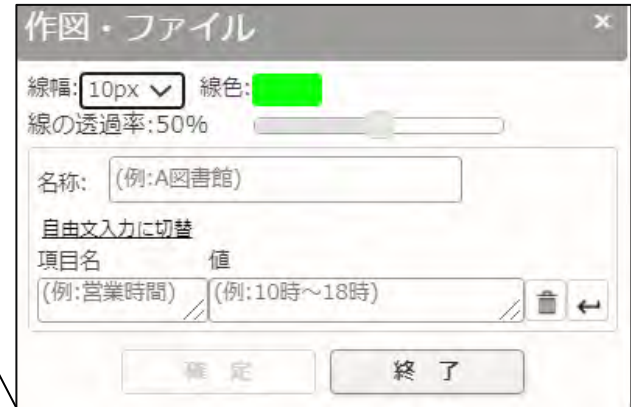 作図・ファイル ×
線幅: 10px 線色:
線の透過率:50%
名称: (例:A図書館)
自由文入力に切替
項目名 値
(例:営業時間) (例:10時～18時)
確 定 終 了